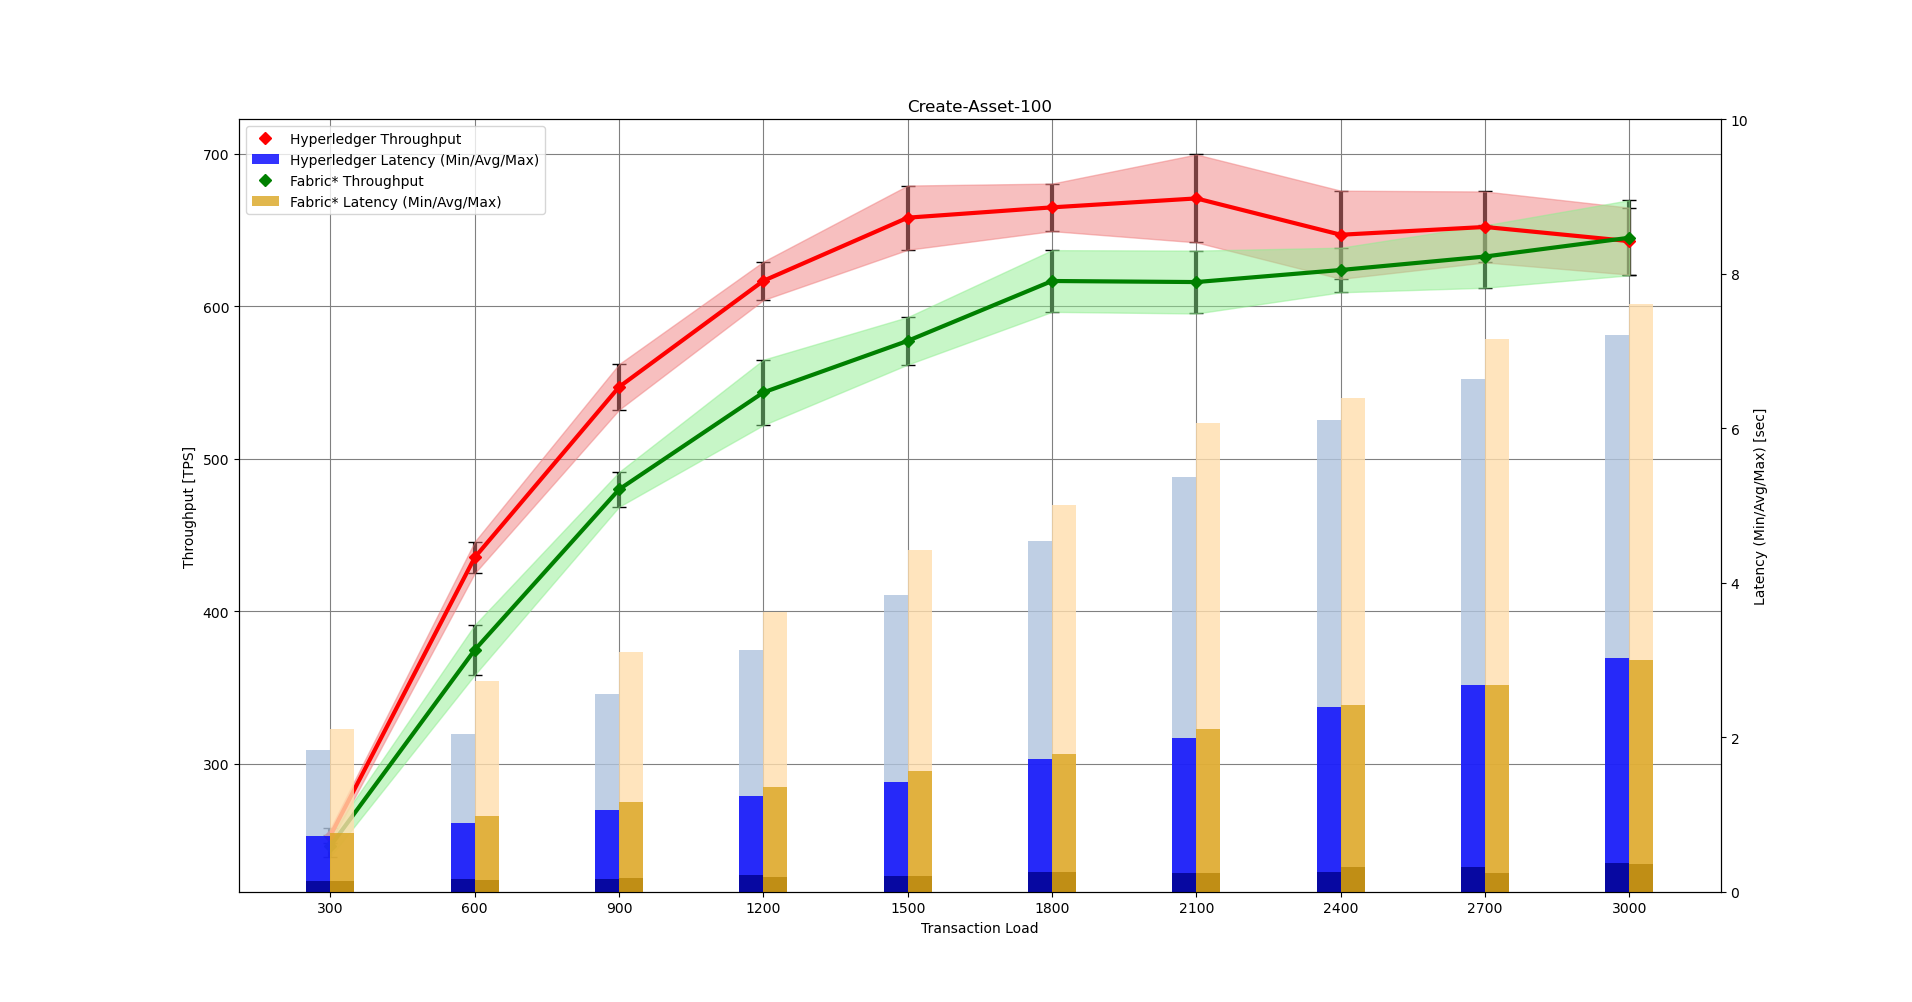 Create-Asset-100
Hyperledger Throughput
Hyperledger Latency (Min/Avg/Max)
Fabric* Throughput
Fabric* Latency (Min/Avg/Max)
Throughput [TPS]
700
600
500
400
300
10
8
6
4
2
0
Latency (Min/Avg/Max) [sec]
300 600 900 1200 1500 1800 2100 2400 2700 3000
Transaction Load